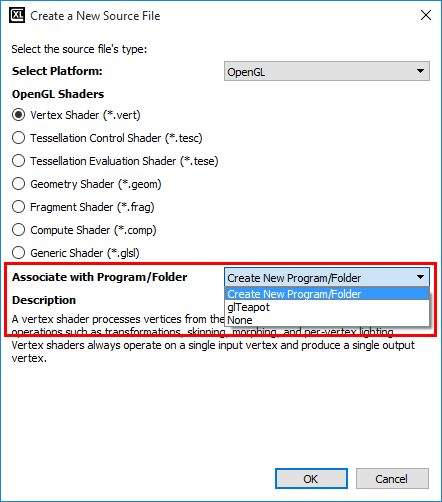 XL Create a New Source File
Select the source file's type:
Select Platform: OpenGL
OpenGL Shaders
Vertex Shader (*.vert)
Tessellation Control Shader (*.tesc)
Tessellation Evaluation Shader (*.tese)
Geometry Shader (*.geom)
Fragment Shader (*.frag)
Compute Shader (*.comp)
Generic Shader (*.glsl)
Associate with Program/Folder Create New Program/Folder
Create New Program/Folder
glTeapot
None
Description
A vertex shader processes vertices from the
operations such as transformations, skinning, morphing, and per-vertex lighting.
Vertex shaders always operate on a single input vertex and produce a single output
vertex.
OK Cancel